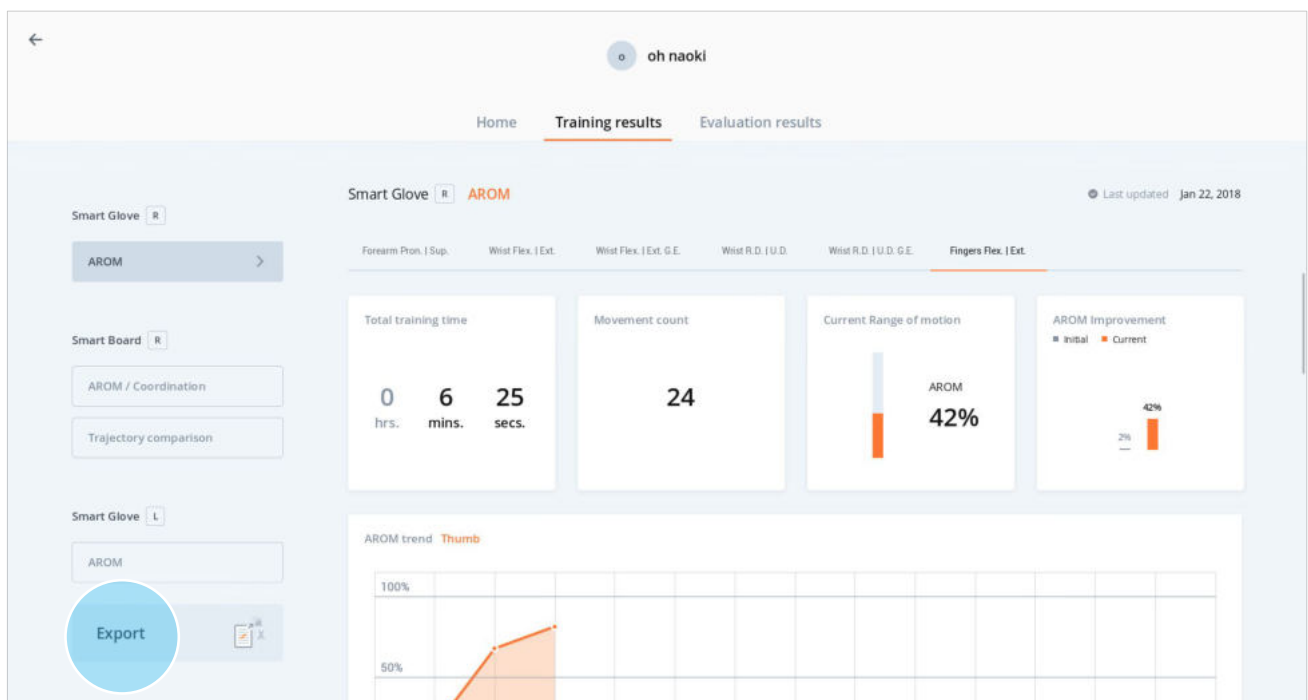 o oh naoki
Home Training results Evaluation results
Smart Glove R
AROM
Smart Board R
AROM / Coordination
Trajectory comparison
Smart Glove L
AROM
Export
Smart Glove R AROM
Last updated Jan 22, 2018
Forearm Pron. | Sup. Wrist Flex. | Ext. Wrist Flex. | Ext. G.E. Wrist R.D. | U.D. Wrist R.D. | U.D. G.E. Fingers Flex. | Ext.
Total training time
0 6 25
hrs. mins. secs.
Movement count
24
Current Range of motion
AROM
42%
AROM Improvement
Initial Current
42%
2%
AROM trend Thumb
100%
50%